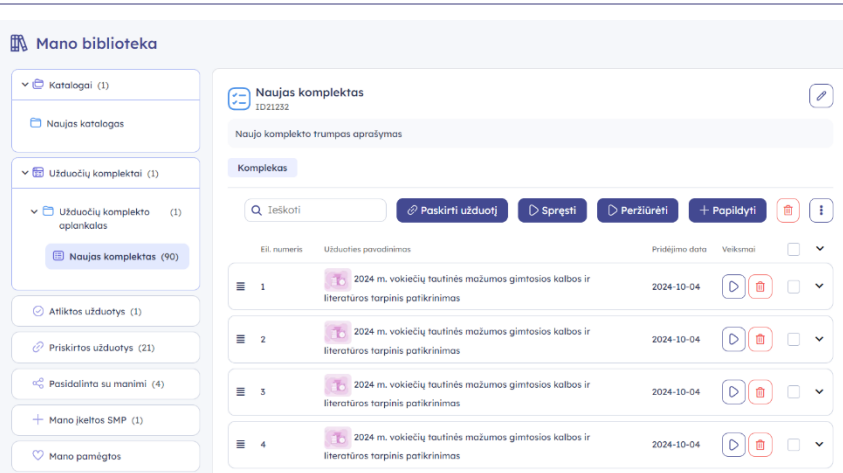 Mano biblioteka
Katalogai (1)
Naujas katalogas
Užduočių komplektai (1)
Užduočių komplekto (1)
aplankalas
Naujas komplektas (90)
Atliktos užduotys (1)
Priskirtos užduotys (21)
Pasidalinta su manimi (4)
Mano įkeltos SMP (1)
Mano pamėgtos
Naujas komplektas
ID21232
Naujo komplekto trumpas aprašymas
Komplekas
Ieškoti
Paskirti užduotį
Spręsti
Peržiūrėti
Papildyti
Eil. numeris Užduoties pavadinimas Pridėjimo data Veiksmai
1 2024 m. vokiečių tautinės mažumos gimtosios kalbos ir 2024-10-04
literatūros tarpinis patikrinimas
2 2024 m. vokiečių tautinės mažumos gimtosios kalbos ir 2024-10-04
literatūros tarpinis patikrinimas
3 2024 m. vokiečių tautinės mažumos gimtosios kalbos ir 2024-10-04
literatūros tarpinis patikrinimas
4 2024 m. vokiečių tautinės mažumos gimtosios kalbos ir 2024-10-04
literatūros tarpinis patikrinimas